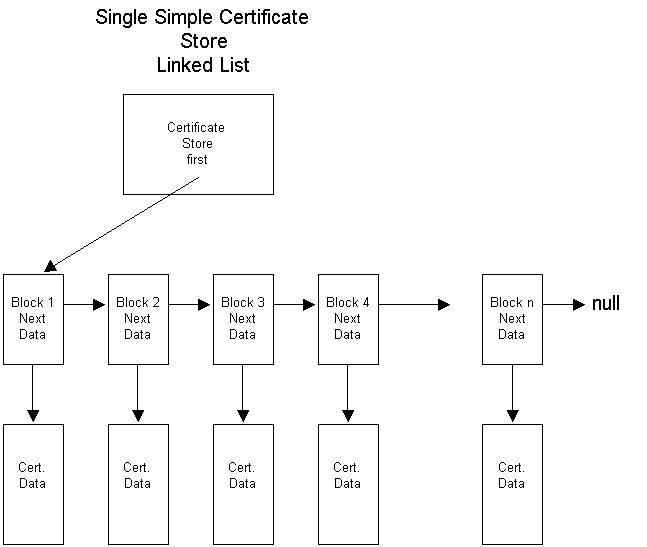 Single Simple Certificate
Store
Linked List
Certificate
Store
first
Block 1
Next
Data
Block 2
Next
Data
Block 3
Next
Data
Block 4
Next
Data
Block n
Next
Data
null
Cert.
Data
Cert.
Data
Cert.
Data
Cert.
Data
Cert.
Data